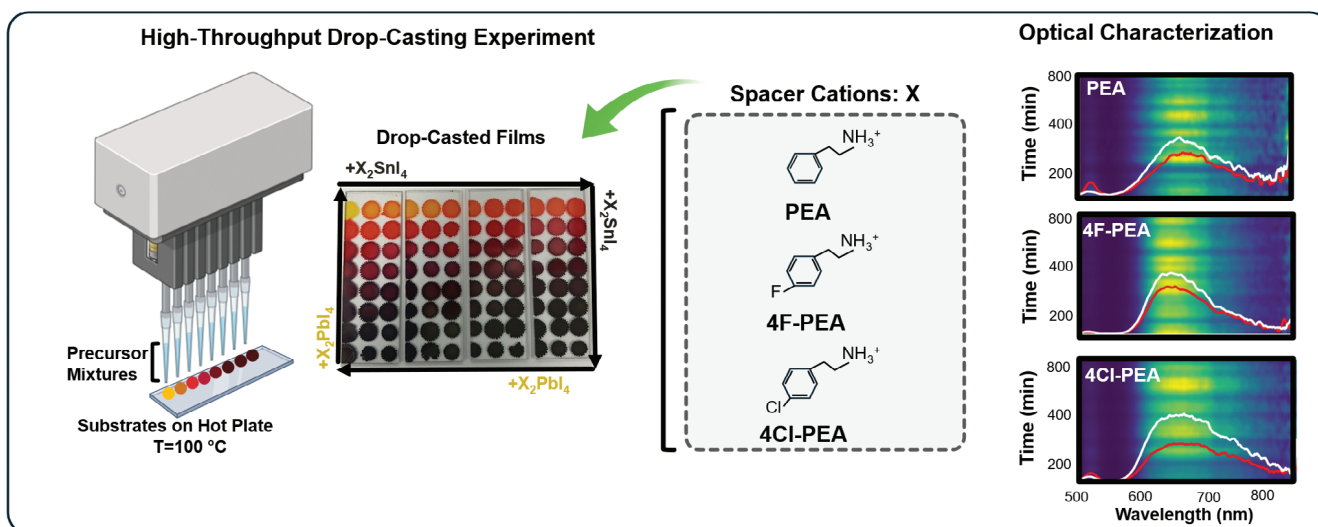 High-Throughput Drop-Casting Experiment
Optical Characterization
Spacer Cations: X
Drop-Casted Films
+X₂SnI₄
+X₂SnI₄
+X₂PbI₄
+X₂PbI₄
Precursor
Mixtures
Substrates on Hot Plate
T=100 °C
NH₃⁺
PEA
NH₃⁺
F
4F-PEA
NH₃⁺
Cl
4Cl-PEA
PEA
Time (min)
800
400
200
4F-PEA
Time (min)
800
400
200
4Cl-PEA
Time (min)
800
400
200
500 600 700 800
Wavelength (nm)